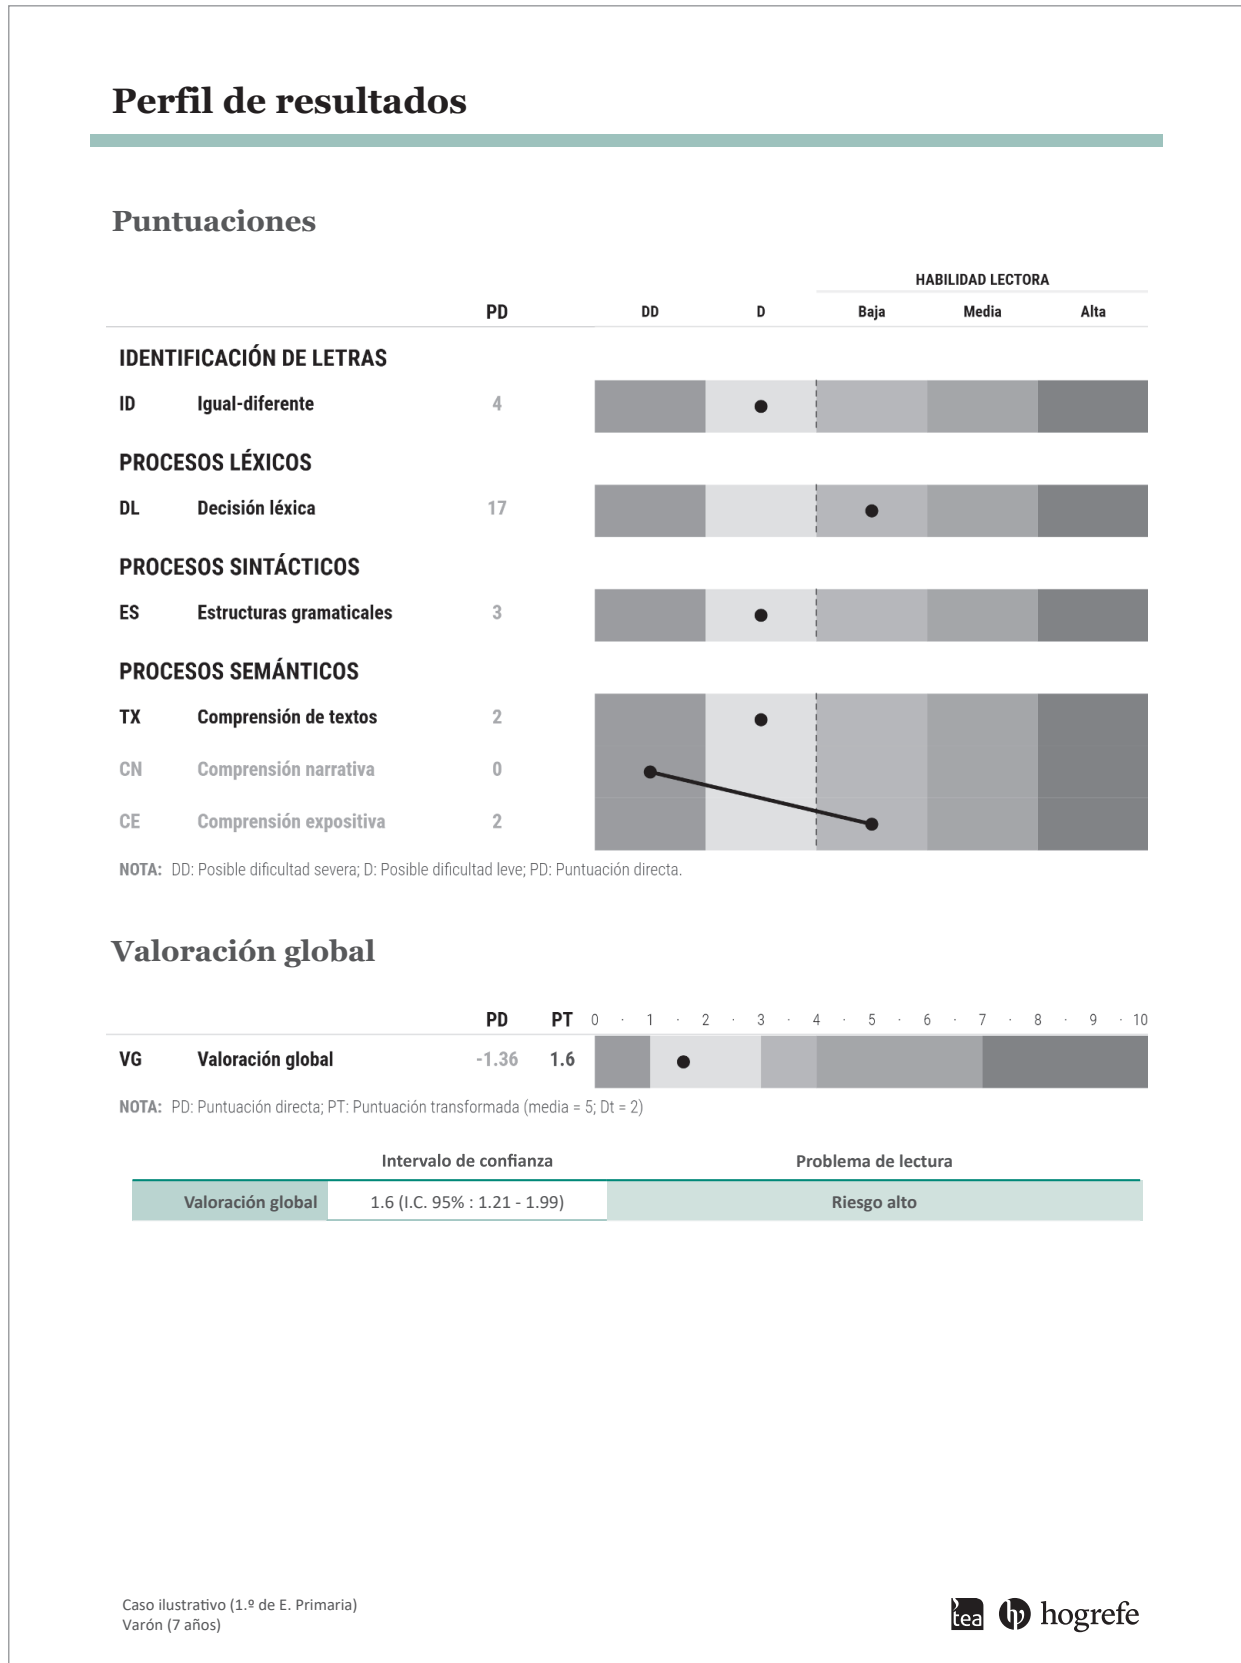 Perfil de resultados
Puntuaciones
HABILIDAD LECTORA
PD DD D Baja Media Alta
IDENTIFICACIÓN DE LETRAS
ID Igual-diferente 4
PROCESOS LÉXICOS
DL Decisión léxica 17
PROCESOS SINTÁCTICOS
ES Estructuras gramaticales 3
PROCESOS SEMÁNTICOS
TX Comprensión de textos 2
CN Comprensión narrativa 0
CE Comprensión expositiva 2
NOTA: DD: Posible dificultad severa; D: Posible dificultad leve; PD: Puntuación directa.
Valoración global
PD PT 0 · 1 · 2 · 3 · 4 · 5 · 6 · 7 · 8 · 9 · 10
VG Valoración global -1.36 1.6
NOTA: PD: Puntuación directa; PT: Puntuación transformada (media = 5; Dt = 2)
Intervalo de confianza Problema de lectura
Valoración global 1.6 (I.C. 95% : 1.21 - 1.99) Riesgo alto
Caso ilustrativo (1.º de E. Primaria)
Varón (7 años)
tea hogrefe